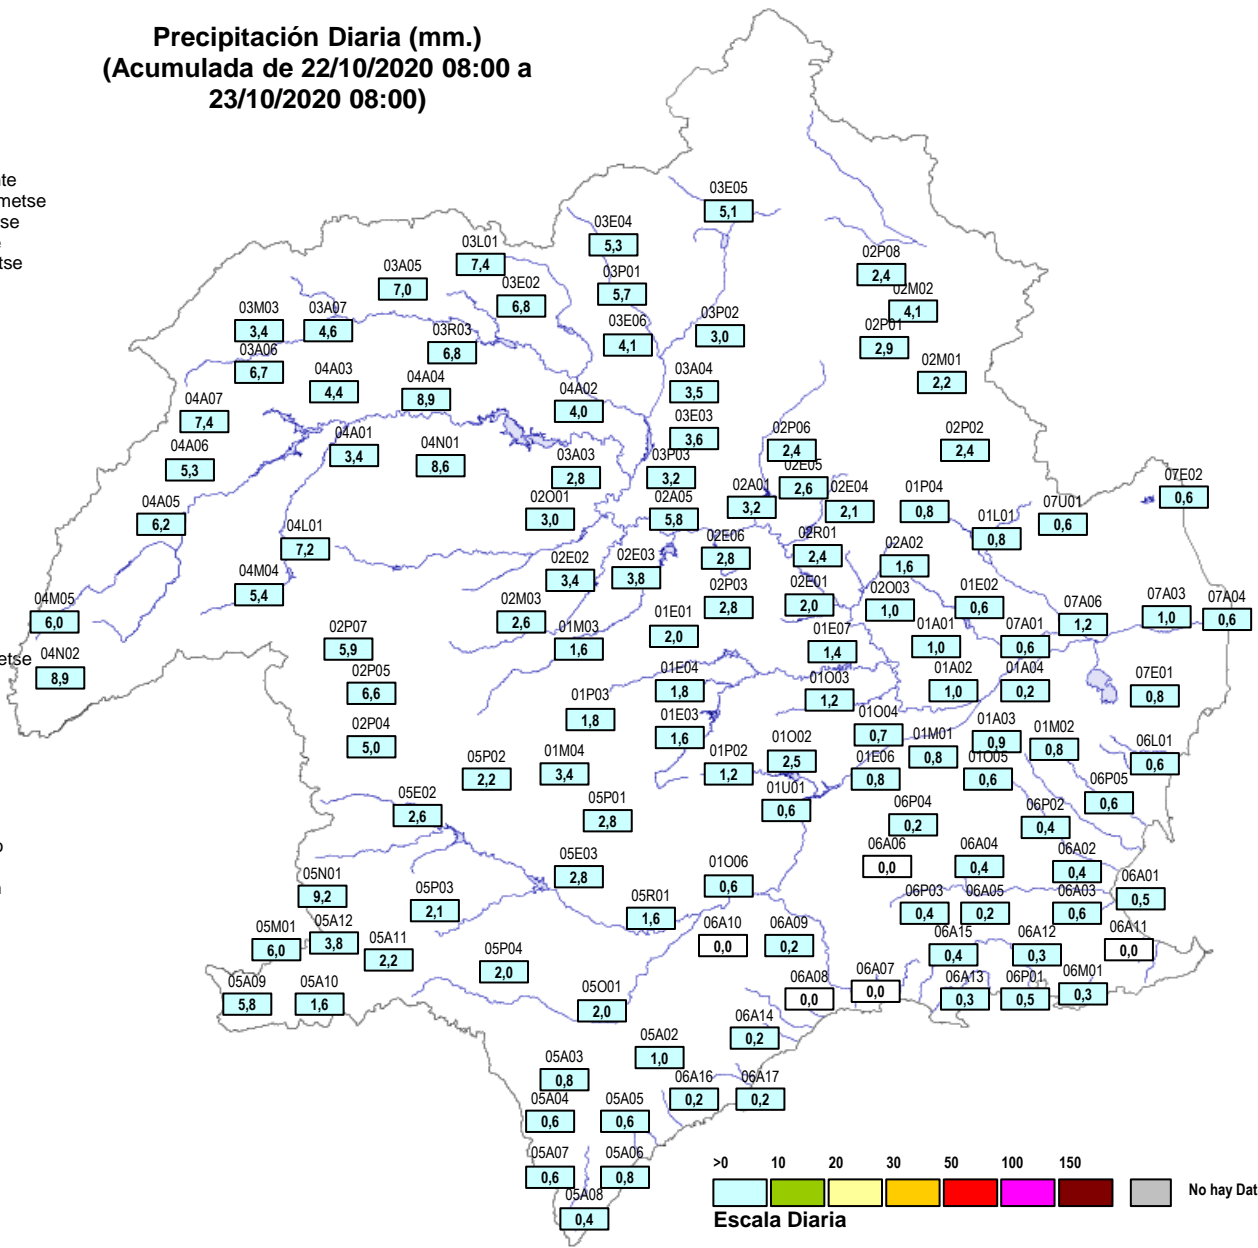 Precipitación Diaria (mm.)
(Acumulada de 22/10/2020 08:00 a
23/10/2020 08:00)
nte
metse
se
tse
03E05
5,1
03E04
5,3
03L01
7,4
02P08
2,4
03A05
7,0
03E02
6,8
03P01
5,7
02M02
4,1
03M03
3,4
03A07
4,6
03P02
3,0
03R03
6,8
03E06
4,1
02P01
2,9
03A06
6,7
02M01
2,2
04A03
4,4
04A04
8,9
03A04
3,5
04A02
4,0
04A07
7,4
03E03
3,6
04A01
3,4
04N01
8,6
02P06
2,4
02P02
2,4
04A06
5,3
03A03
2,8
03P03
3,2
02E05
2,6
07E02
0,6
04A05
6,2
02O01
3,0
02A05
5,8
02A01
3,2
02E04
2,1
01P04
0,8
07U01
0,6
01L01
0,8
04L01
7,2
02E06
2,8
02R01
2,4
02A02
1,6
04M04
5,4
02E02
3,4
02E03
3,8
04M05
6,0
02M03
2,6
02P03
2,8
02E01
2,0
02O03
1,0
01E02
0,6
07A06
1,2
07A03
1,0
07A04
0,6
01E01
2,0
01M03
1,6
02P07
5,9
01E07
1,4
01A01
1,0
07A01
0,6
etse
04N02
8,9
02P05
6,6
01E04
1,8
01O03
1,2
01A02
1,0
01A04
0,2
07E01
0,8
01P03
1,8
02P04
5,0
01E03
1,6
01O04
0,7
01A03
0,9
01M02
0,8
05P02
2,2
01M04
3,4
01P02
1,2
01O02
2,5
01M01
0,8
01E06
0,8
01O05
0,6
06L01
0,6
05E02
2,6
05P01
2,8
01U01
0,6
06P05
0,6
06P04
0,2
06P02
0,4
o
05E03
2,8
01O06
0,6
06A06
0,0
06A04
0,4
06A02
0,4
05N01
9,2
05P03
2,1
05R01
1,6
06P03
0,4
06A05
0,2
06A03
0,6
06A01
0,5
05M01
6,0
05A12
3,8
05A11
2,2
06A10
0,0
06A09
0,2
06A15
0,4
06A12
0,3
06A11
0,0
05P04
2,0
05A09
5,8
05A10
1,6
05O01
2,0
06A08
0,0
06A07
0,0
06A13
0,3
06P01
0,5
06M01
0,3
06A14
0,2
05A02
1,0
05A03
0,8
06A16
0,2
06A17
0,2
05A04
0,6
05A05
0,6
05A07
0,6
05A06
0,8
05A08
0,4
>0 10 20 30 50 100 150
No hay Dat
Escala Diaria